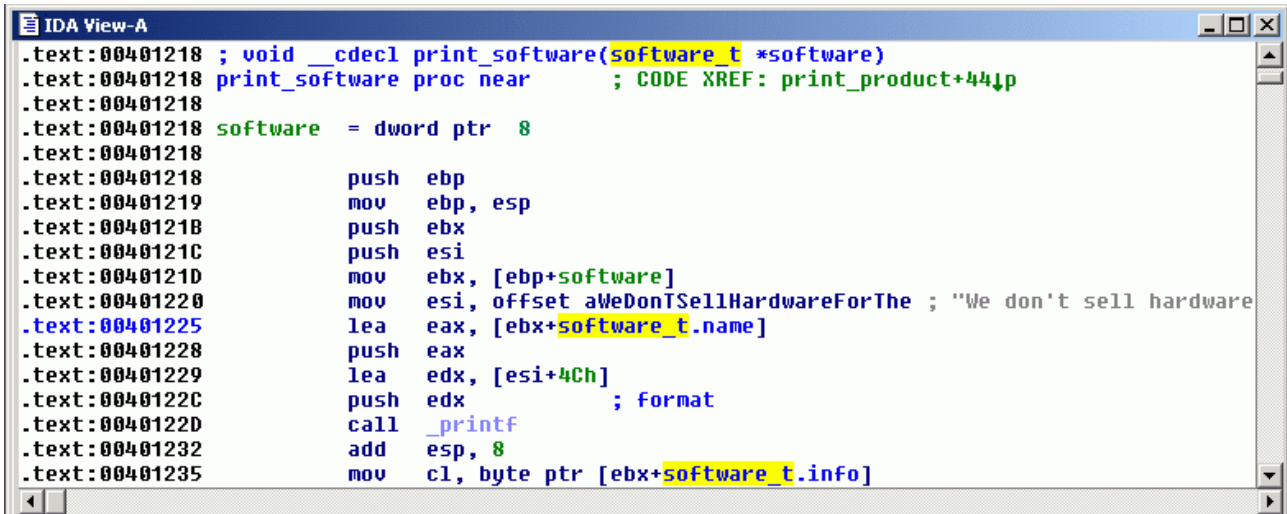 IDA View-A
.text:00401218 ; void __cdecl print_software(software_t *software)
.text:00401218 print_software proc near ; CODE XREF: print_product+44↓p
.text:00401218
.text:00401218 software = dword ptr 8
.text:00401218
.text:00401218 push ebp
.text:00401219 mov ebp, esp
.text:0040121B push ebx
.text:0040121C push esi
.text:0040121D mov ebx, [ebp+software]
.text:00401220 mov esi, offset aWeDonTSellHardwareForThe ; "We don't sell hardware
.text:00401225 lea eax, [ebx+software_t.name]
.text:00401228 push eax
.text:00401229 lea edx, [esi+4Ch]
.text:0040122C push edx ; format
.text:0040122D call _printf
.text:00401232 add esp, 8
.text:00401235 mov cl, byte ptr [ebx+software_t.info]